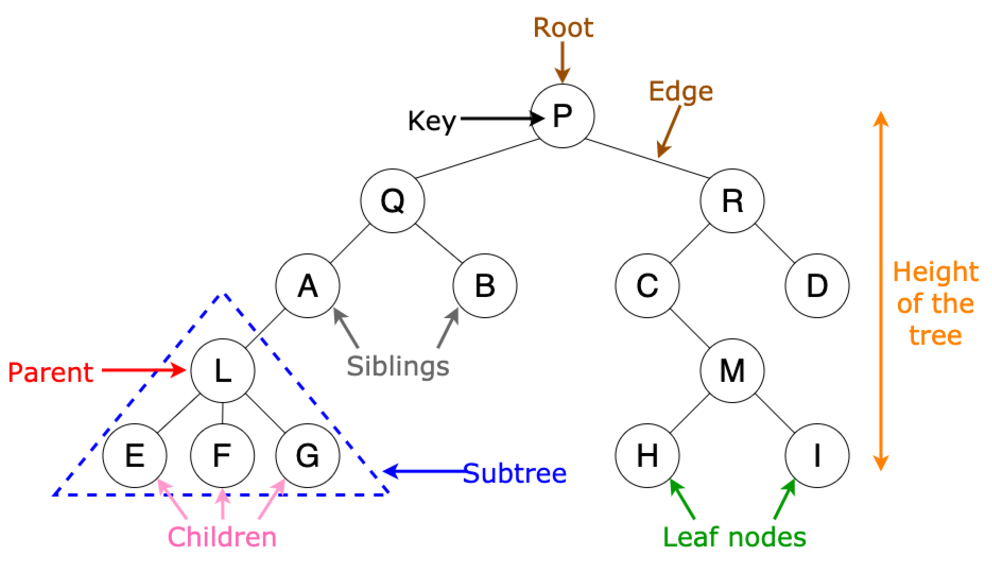 Root
Edge
Key
P
Q
R
A
B
C
D
Height
of the
tree
Siblings
Parent
L
M
E
F
G
H
I
Subtree
Children
Leaf nodes